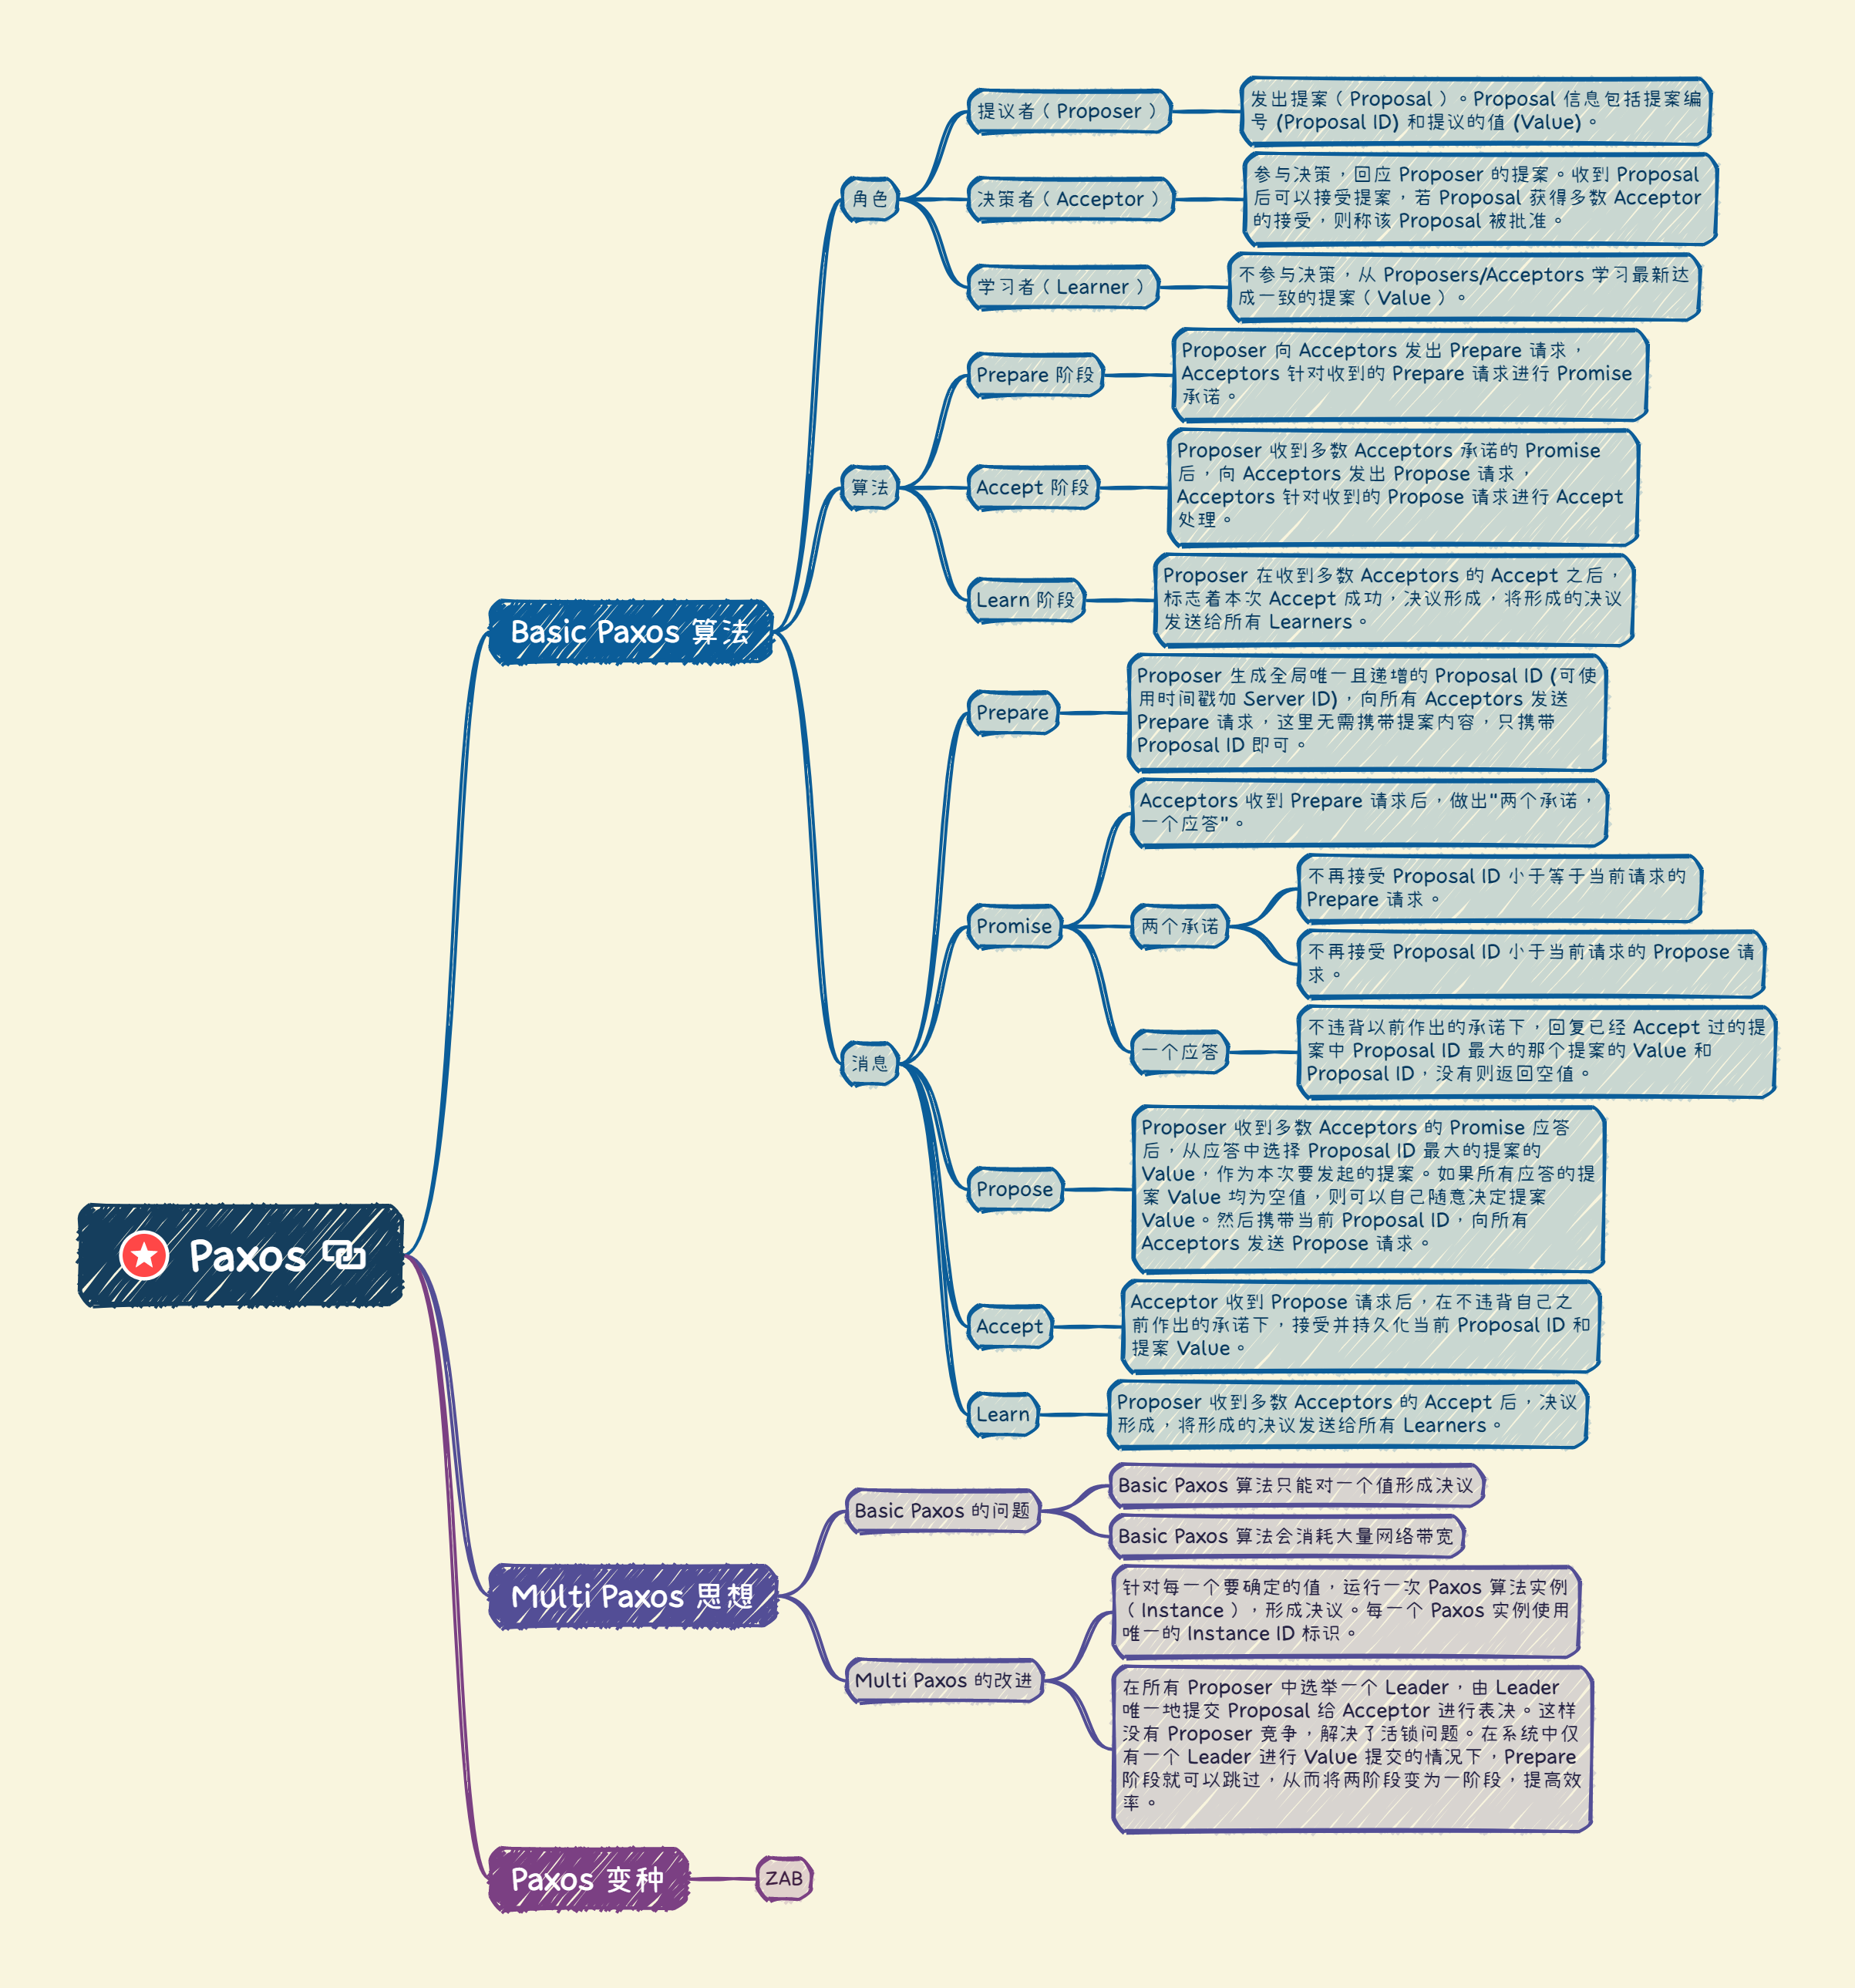 Paxos
Basic Paxos 算法
角色
提议者（Proposer）
发出提案（Proposal）。Proposal 信息包括提案编
号 (Proposal ID) 和提议的值 (Value)。
决策者（Acceptor）
参与决策，回应 Proposer 的提案。收到 Proposal
后可以接受提案，若 Proposal 获得多数 Acceptor
的接受，则称该 Proposal 被批准。
学习者（Learner）
不参与决策，从 Proposers/Acceptors 学习最新达
成一致的提案（Value）。
算法
Prepare 阶段
Proposer 向 Acceptors 发出 Prepare 请求，
Acceptors 针对收到的 Prepare 请求进行 Promise
承诺。
Accept 阶段
Proposer 收到多数 Acceptors 承诺的 Promise
后，向 Acceptors 发出 Propose 请求，
Acceptors 针对收到的 Propose 请求进行 Accept
处理。
Learn 阶段
Proposer 在收到多数 Acceptors 的 Accept 之后，
标志着本次 Accept 成功，决议形成，将形成的决议
发送给所有 Learners。
消息
Prepare
Proposer 生成全局唯一且递增的 Proposal ID (可使
用时间戳加 Server ID)，向所有 Acceptors 发送
Prepare 请求，这里无需携带提案内容，只携带
Proposal ID 即可。
Promise
Acceptors 收到 Prepare 请求后，做出"两个承诺，
一个应答"。
两个承诺
不再接受 Proposal ID 小于等于当前请求的
Prepare 请求。
不再接受 Proposal ID 小于当前请求的 Propose 请
求。
一个应答
不违背以前作出的承诺下，回复已经 Accept 过的提
案中 Proposal ID 最大的那个提案的 Value 和
Proposal ID，没有则返回空值。
Propose
Proposer 收到多数 Acceptors 的 Promise 应答
后，从应答中选择 Proposal ID 最大的提案的
Value，作为本次要发起的提案。如果所有应答的提
案 Value 均为空值，则可以自己随意决定提案
Value。然后携带当前 Proposal ID，向所有
Acceptors 发送 Propose 请求。
Accept
Acceptor 收到 Propose 请求后，在不违背自己之
前作出的承诺下，接受并持久化当前 Proposal ID 和
提案 Value。
Learn
Proposer 收到多数 Acceptors 的 Accept 后，决议
形成，将形成的决议发送给所有 Learners。
Multi Paxos 思想
Basic Paxos 的问题
Basic Paxos 算法只能对一个值形成决议
Basic Paxos 算法会消耗大量网络带宽
Multi Paxos 的改进
针对每一个要确定的值，运行一次 Paxos 算法实例
（Instance），形成决议。每一个 Paxos 实例使用
唯一的 Instance ID 标识。
在所有 Proposer 中选举一个 Leader，由 Leader
唯一地提交 Proposal 给 Acceptor 进行表决。这样
没有 Proposer 竞争，解决了活锁问题。在系统中仅
有一个 Leader 进行 Value 提交的情况下，Prepare
阶段就可以跳过，从而将两阶段变为一阶段，提高效
率。
Paxos 变种
ZAB